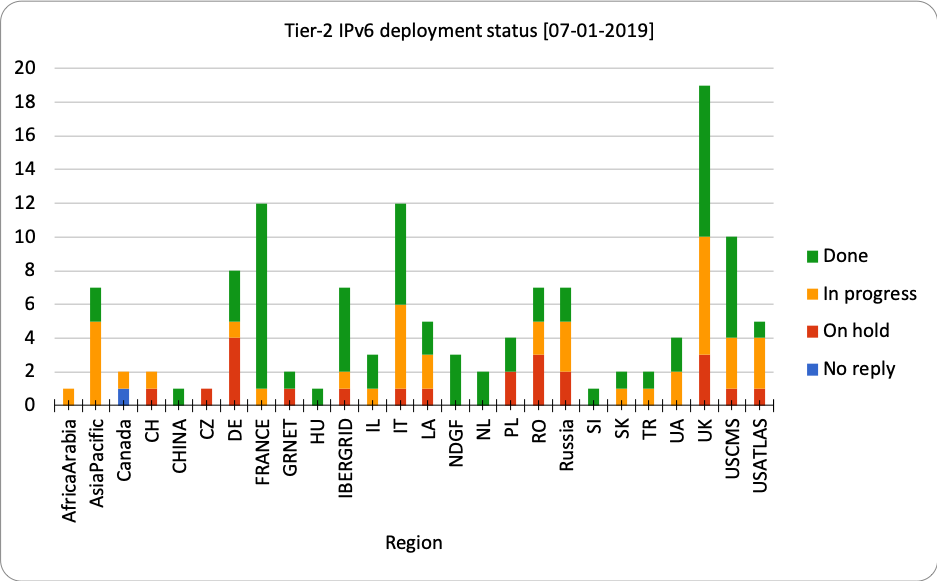 Tier-2 IPv6 deployment status [07-01-2019]
20
18
16
14
12
10
8
6
4
2
0
AfricaArabia
AsiaPacific
Canada
CH
CHINA
CZ
DE
FRANCE
GRNET
HU
IBERGRID
IL
IT
LA
NDGF
NL
PL
RO
Russia
SI
SK
TR
UA
UK
USCMS
USATLAS
Region
Done
In progress
On hold
No reply